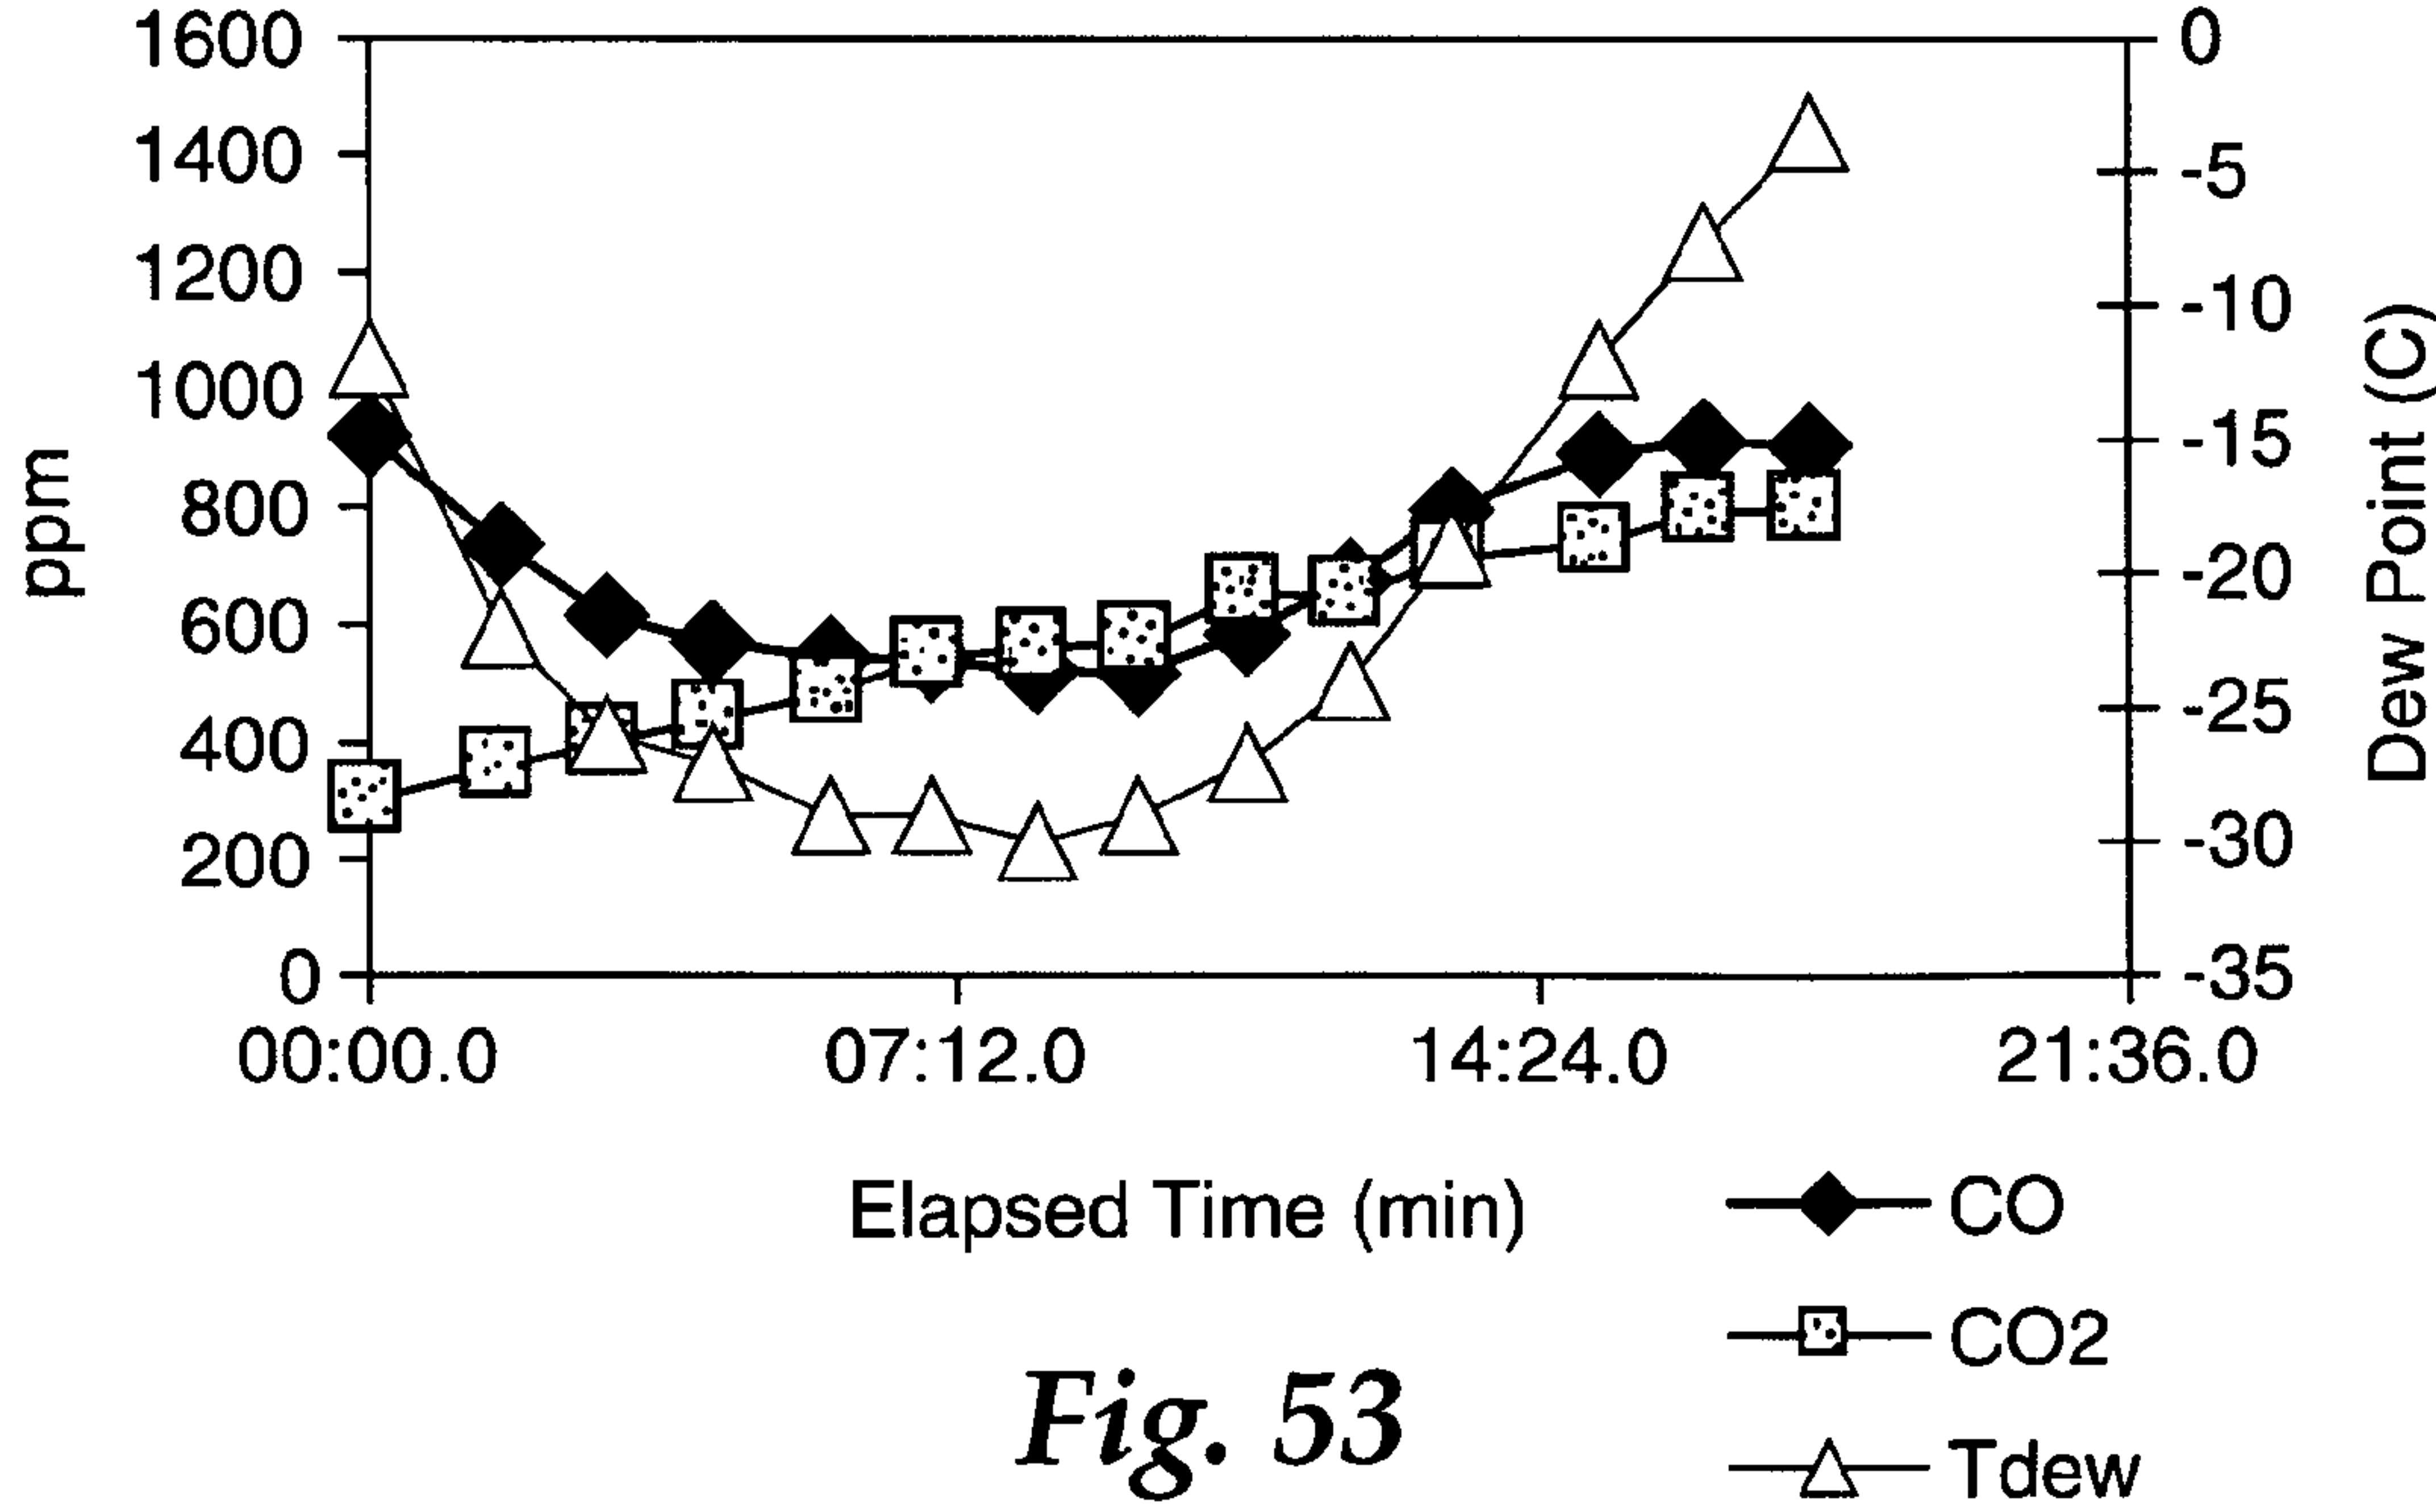 1600
1400
1200
1000
800
600
400
200
0
ppm
0
-5
-10
-15
-20
-25
-30
-35
Dew Point (C)
00:00.0 07:12.0 14:24.0 21:36.0
Elapsed Time (min)
CO
CO2
Tdew
Fig. 53